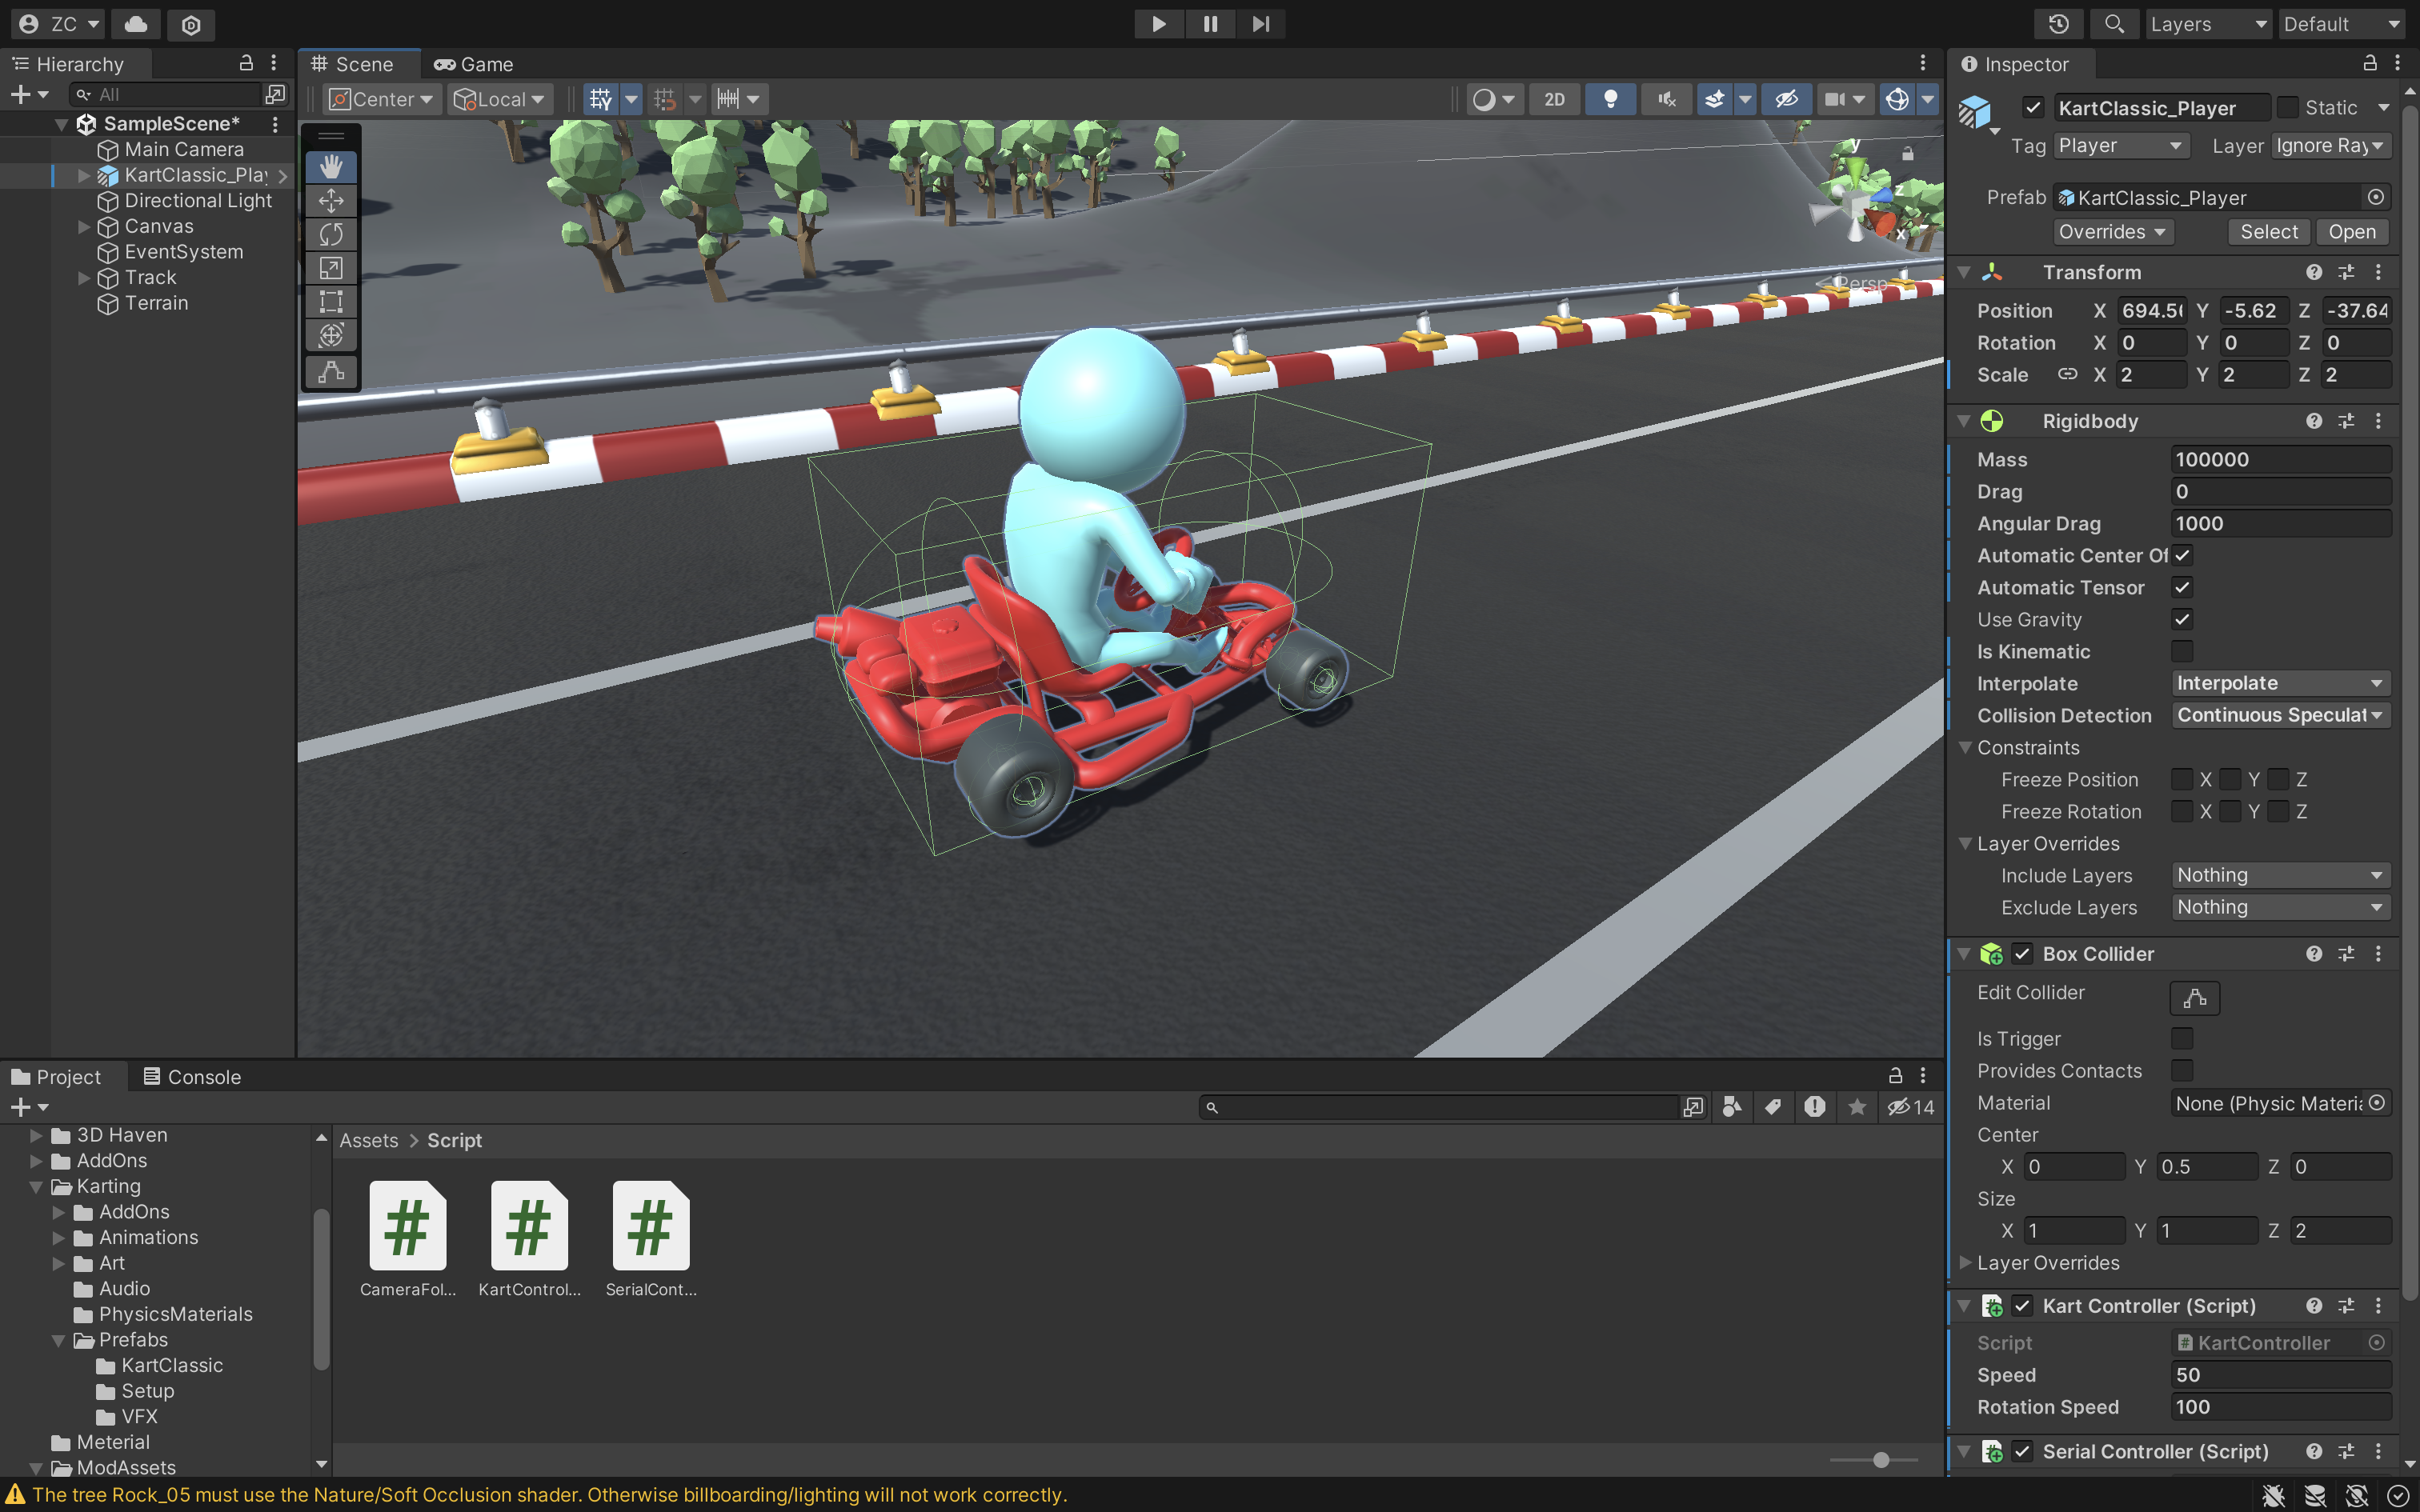 ZC
Layers
Default
Hierarchy
All
SampleScene*
Main Camera
KartClassic_Play
Directional Light
Canvas
EventSystem
Track
Terrain
Scene
Game
Center
Local
2D
y
z
x
Persp
Inspector
KartClassic_Player
Static
Tag
Player
Layer
Ignore Ray
Prefab
KartClassic_Player
Overrides
Select
Open
Transform
Position X 694.56 Y -5.62 Z -37.64
Rotation X 0 Y 0 Z 0
Scale X 2 Y 2 Z 2
Rigidbody
Mass 100000
Drag 0
Angular Drag 1000
Automatic Center Of
Automatic Tensor
Use Gravity
Is Kinematic
Interpolate Interpolate
Collision Detection Continuous Speculat
Constraints
Freeze Position X Y Z
Freeze Rotation X Y Z
Layer Overrides
Include Layers Nothing
Exclude Layers Nothing
Box Collider
Edit Collider
Is Trigger
Provides Contacts
Material None (Physic Materia
Center
X 0 Y 0.5 Z 0
Size
X 1 Y 1 Z 2
Layer Overrides
Kart Controller (Script)
Script # KartController
Speed 50
Rotation Speed 100
Serial Controller (Script)
Project
Console
14
3D Haven
AddOns
Karting
AddOns
Animations
Art
Audio
PhysicsMaterials
Prefabs
KartClassic
Setup
VFX
Meterial
ModAssets
Assets > Script
# # #
CameraFol... KartControl... SerialCont...
The tree Rock_05 must use the Nature/Soft Occlusion shader. Otherwise billboarding/lighting will not work correctly.